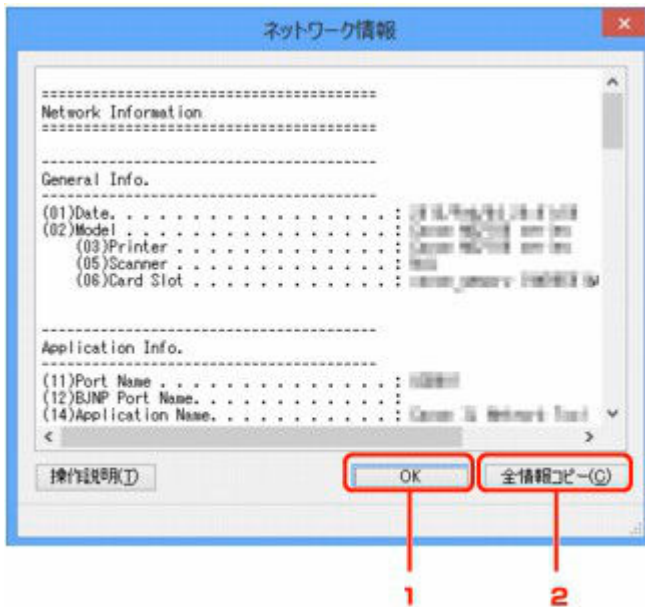 ネットワーク情報
========================================
Network Information
========================================
----------------------------------------
General Info.
----------------------------------------
(01)Date. . . . . . . . . . . . . . . . :
(02)Model . . . . . . . . . . . . . . . :
(03)Printer . . . . . . . . . . . . :
(05)Scanner . . . . . . . . . . . . :
(06)Card Slot . . . . . . . . . . . :
----------------------------------------
Application Info.
----------------------------------------
(11)Port Name . . . . . . . . . . . . . :
(12)BJNP Port Name. . . . . . . . . . . :
(14)Application Name. . . . . . . . . . :
操作説明(T)
OK
全情報コピー(C)
1
2